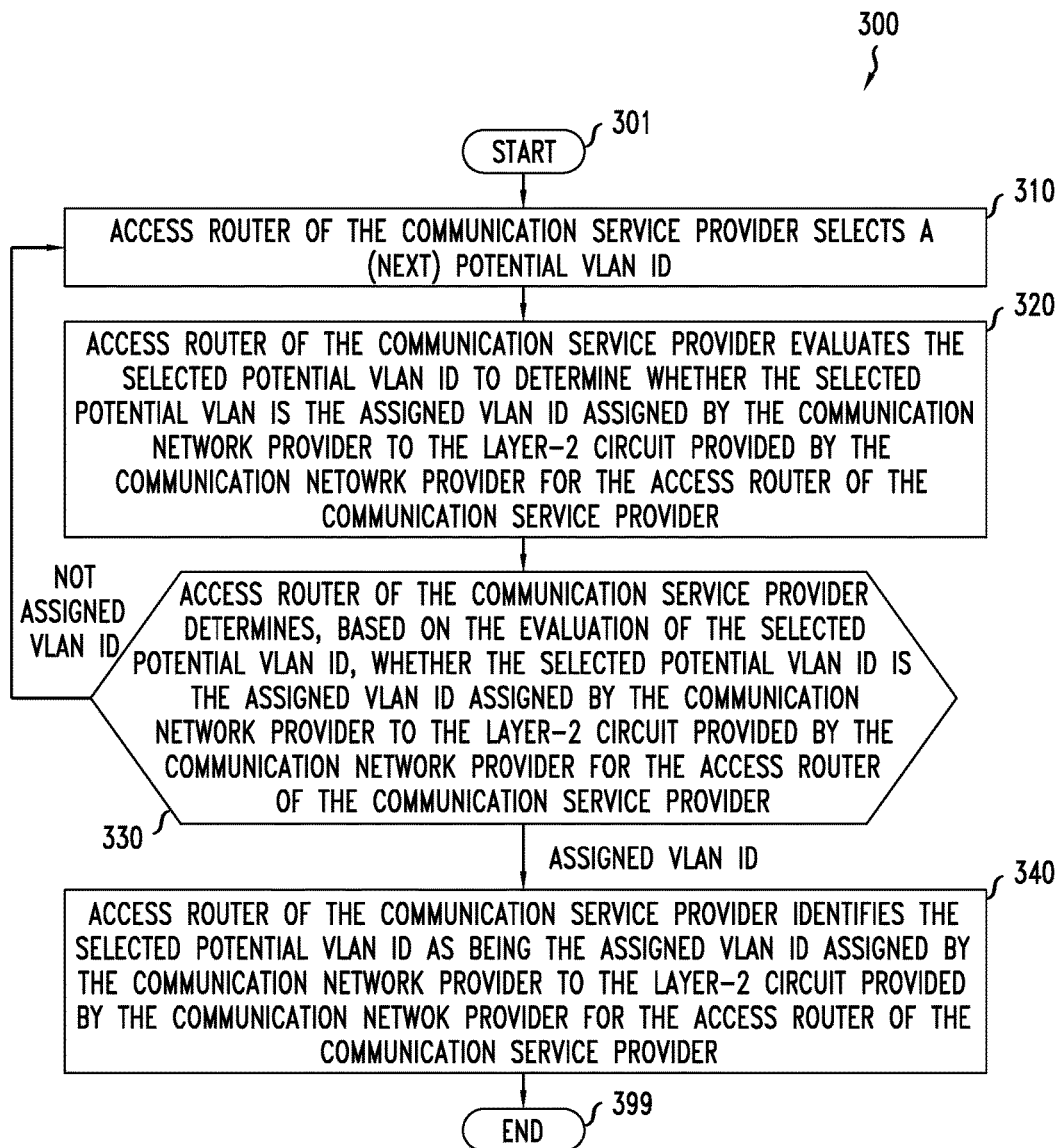 300
301
START
310
ACCESS ROUTER OF THE COMMUNICATION SERVICE PROVIDER SELECTS A
(NEXT) POTENTIAL VLAN ID
320
ACCESS ROUTER OF THE COMMUNICATION SERVICE PROVIDER EVALUATES THE
SELECTED POTENTIAL VLAN ID TO DETERMINE WHETHER THE SELECTED
POTENTIAL VLAN IS THE ASSIGNED VLAN ID ASSIGNED BY THE COMMUNICATION
NETWORK PROVIDER TO THE LAYER-2 CIRCUIT PROVIDED BY THE
COMMUNICATION NETOWRK PROVIDER FOR THE ACCESS ROUTER OF THE
COMMUNICATION SERVICE PROVIDER
NOT
ASSIGNED
VLAN ID
ACCESS ROUTER OF THE COMMUNICATION SERVICE PROVIDER
DETERMINES, BASED ON THE EVALUATION OF THE SELECTED
POTENTIAL VLAN ID, WHETHER THE SELECTED POTENTIAL VLAN ID IS
THE ASSIGNED VLAN ID ASSIGNED BY THE COMMUNICATION
NETWORK PROVIDER TO THE LAYER-2 CIRCUIT PROVIDED BY THE
COMMUNICATION NETWORK PROVIDER FOR THE ACCESS ROUTER
OF THE COMMUNICATION SERVICE PROVIDER
330
ASSIGNED VLAN ID
340
ACCESS ROUTER OF THE COMMUNICATION SERVICE PROVIDER IDENTIFIES THE
SELECTED POTENTIAL VLAN ID AS BEING THE ASSIGNED VLAN ID ASSIGNED BY
THE COMMUNICATION NETWORK PROVIDER TO THE LAYER-2 CIRCUIT PROVIDED
BY THE COMMUNICATION NETWOK PROVIDER FOR THE ACCESS ROUTER OF THE
COMMUNICATION SERVICE PROVIDER
399
END